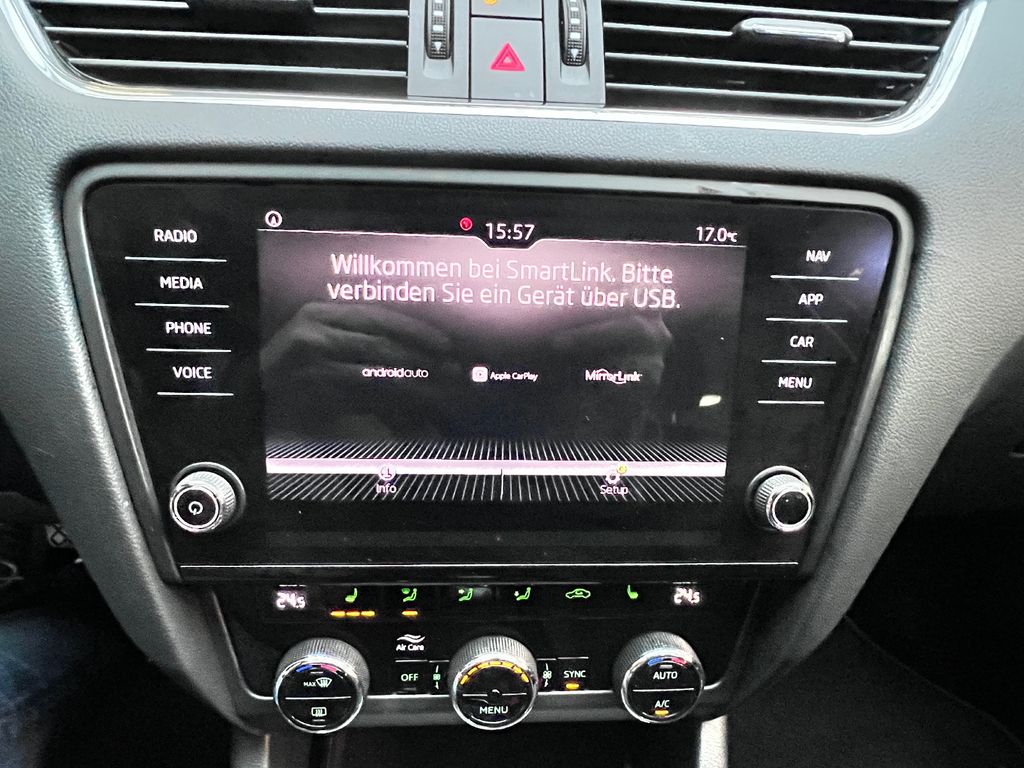 15:57
17.0°C
RADIO
MEDIA
PHONE
VOICE
Willkommen bei SmartLink. Bitte
verbinden Sie ein Gerät über USB.
androidauto
Apple CarPlay
MirrorLink
Info
Setup
NAV
APP
CAR
MENU
24.5
24.5
MAX
Air Care
OFF
MENU
SYNC
AUTO
A/C